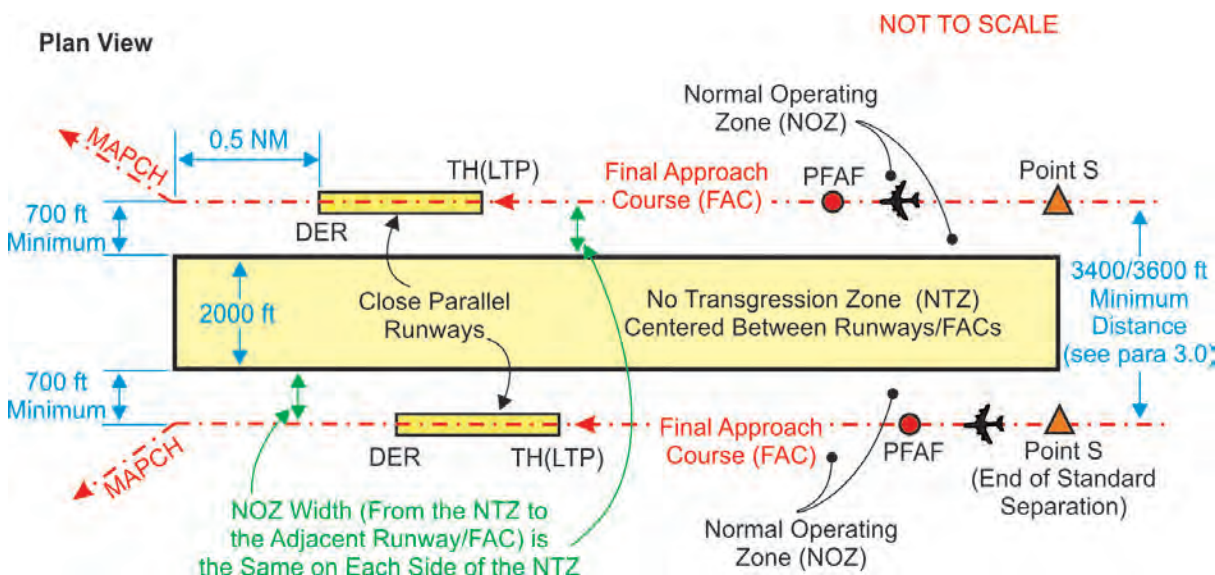 NOT TO SCALE
Plan View
Normal Operating
Zone (NOZ)
MAPCH
0,5 NM
TH(LTP)
Final Approach
Course (FAC)
PFAF
Point S
700 ft
Minimum
DER
2000 ft
Close Parallel
Runways
No Transgression Zone (NTZ)
Centered Between Runways/FACs
3400/3600 ft
Minimum
Distance
(see para 3.0)
700 ft
Minimum
MAPCH
DER
TH(LTP)
Final Approach
Course (FAC)
PFAF
Point S
(End of Standard
Separation)
NOZ Width (From the NTZ to
the Adjacent Runway/FAC) is
the Same on Each Side of the NTZ
Normal Operating
Zone (NOZ)